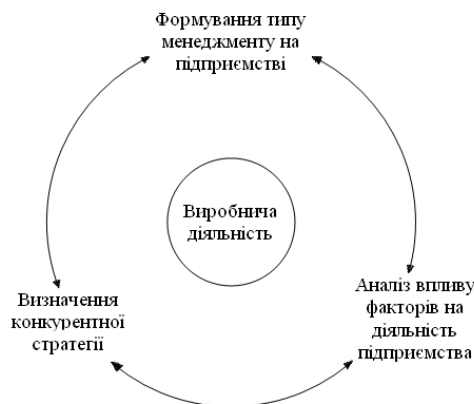 Формування типу
менеджменту на
підприємстві
Виробнича
діяльність
Визначення
конкурентної
стратегії
Аналіз впливу
факторів на
діяльність
підприємства